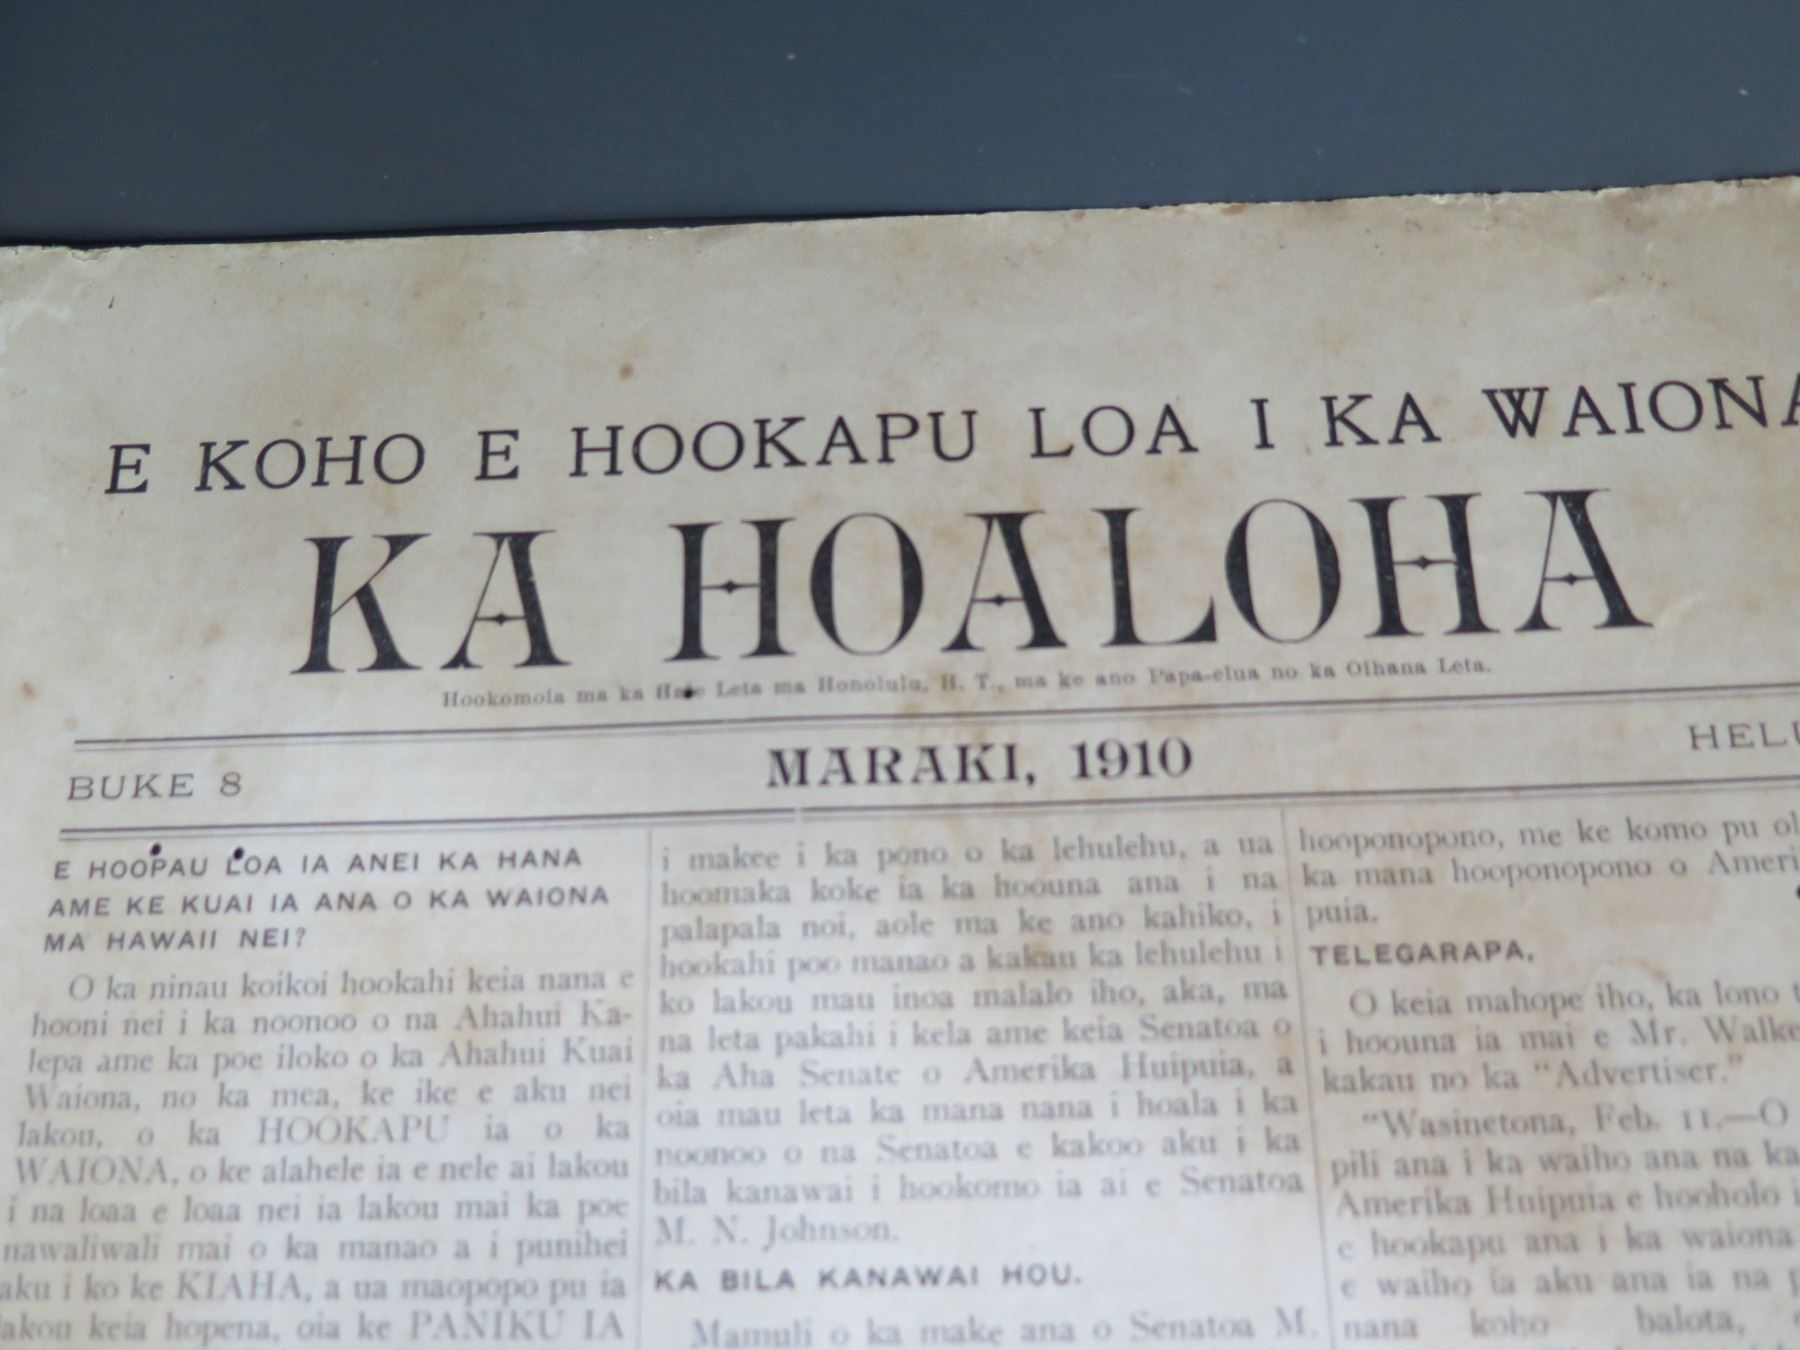 E KOHO E HOOKAPU LOA I KA WAIONA
KA HOALOHA
Hookomoia ma ka Hale Leta ma Honolulu, H. T., ma ke ano Papa-elua no ka Oihana Leta.
BUKE 8
MARAKI, 1910
HELU
E HOOPAU LOA IA ANEI KA HANA
AME KE KUAI IA ANA O KA WAIONA
MA HAWAII NEI?
O ka ninau koikoi hookahi keia nana e
hooni nei i ka noonoo o na Ahahui Ka-
lepa ame ka poe iloko o ka Ahahui Kuai
Waiona, no ka mea, ke ike e aku nei
lakou, o ka HOOKAPU ia o ka
WAIONA, o ke alahele ia e nele ai lakou
i na loaa e loaa nei ia lakou mai ka poe
nawaliwali mai o ka manao a i punihei
aku i ko ke KIAHA, a ua maopopo pu ia
lakou keia hopena, oia ke PANIKU IA
i makee i ka pono o ka lehulehu, a ua
hoomaka koke ia ka hoouna ana i na
palapala noi, aole ma ke ano kahiko, i
hookahi poo manao a kakau ka lehulehu i
ko lakou mau inoa malalo iho, aka, ma
na leta pakahi i kela ame keia Senatoa o
ka Aha Senate o Amerika Huipuia, a
oia mau leta ka mana nana i hoala i ka
noonoo o na Senatoa e kakoo aku i ka
bila kanawai i hookomo ia ai e Senatoa
M. N. Johnson.
KA BILA KANAWAI HOU.
Mamuli o ka make ana o Senatoa M.
hooponopono, me ke komo pu
ka mana hooponopono o
puia.
TELEGARAPA.
O keia mahope iho, ka lono
i hoouna ia mai e Mr.
kakau no ka "Advertiser."
"Wasinetona, Feb. 11.—O
pili ana i ka waiho ana na
Amerika Huipuia e hooholo
e hookapu ana i ka waiona
e waiho ia aku ana ia na
nana koho balota,